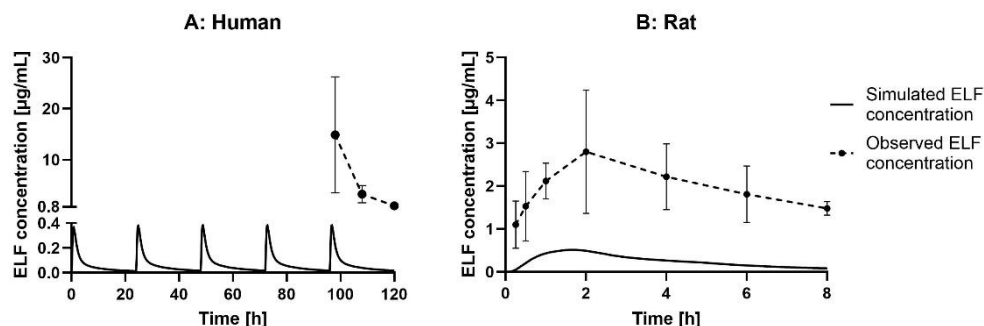 A: Human
ELF concentration [µg/mL]
30
20
10
0.8
0.4
0.2
0.0
0
20
40
60
80
100
120
Time [h]
B: Rat
ELF concentration [µg/mL]
5
4
3
2
1
0
0
2
4
6
8
Time [h]
Simulated ELF
concentration
Observed ELF
concentration